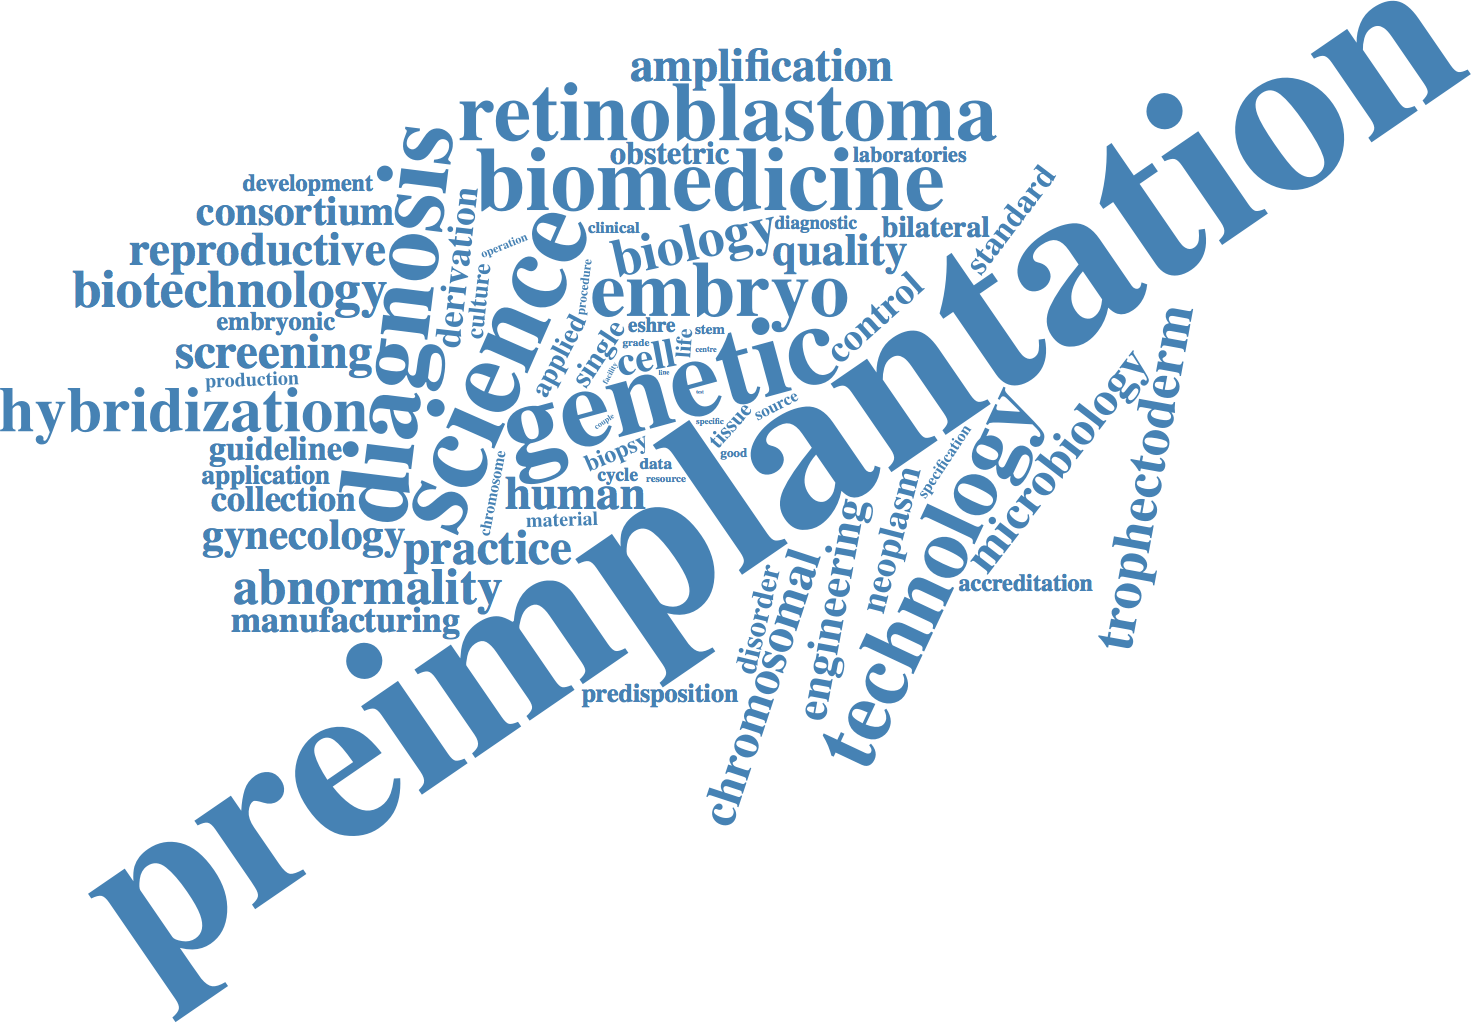 amplification
retinoblastoma
obstetric
laboratories
biomedicine
development
consortium
diagnosis
derivation
standard
clinical
diagnostic
bilateral
reproductive
operation
science
biology
quality
biotechnology
culture
procedure
embryo
control
embryonic
applied
single
eshre
life
stem
screening
grade
cell
centre
production
facility
line
genetic
preimplantation
hybridization
text
couple
specific
tissue
source
guideline
biopsy
good
application
cycle
data
resource
collection
chromosome
human
material
gynecology
practice
abnormality
manufacturing
specification
technology
microbiology
trophectoderm
neoplasm
engineering
disorder
chromosomal
accreditation
predisposition